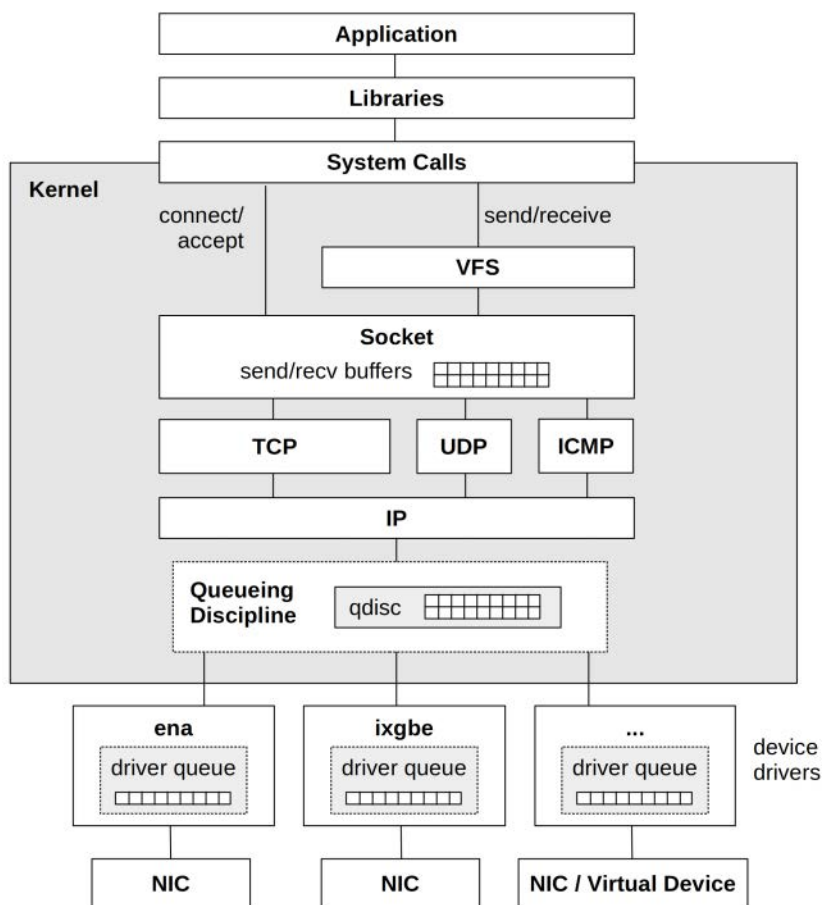 Application
Libraries
System Calls
Kernel
connect/
accept
send/receive
VFS
Socket
send/recv buffers
TCP
UDP
ICMP
IP
Queueing
Discipline
qdisc
ena
ixgbe
...
driver queue
driver queue
driver queue
device
drivers
NIC
NIC
NIC / Virtual Device